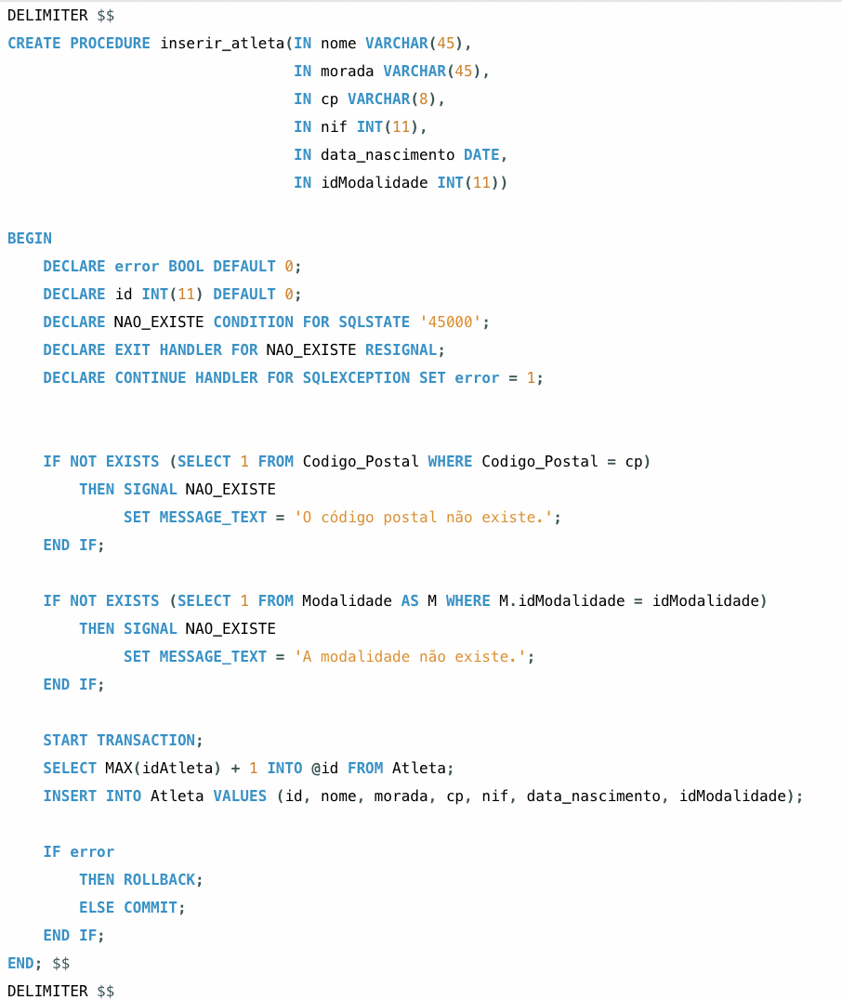 DELIMITER $$
CREATE PROCEDURE inserir_atleta(IN nome VARCHAR(45),
                                IN morada VARCHAR(45),
                                IN cp VARCHAR(8),
                                IN nif INT(11),
                                IN data_nascimento DATE,
                                IN idModalidade INT(11))
BEGIN
    DECLARE error BOOL DEFAULT 0;
    DECLARE id INT(11) DEFAULT 0;
    DECLARE NAO_EXISTE CONDITION FOR SQLSTATE '45000';
    DECLARE EXIT HANDLER FOR NAO_EXISTE RESIGNAL;
    DECLARE CONTINUE HANDLER FOR SQLEXCEPTION SET error = 1;
    IF NOT EXISTS (SELECT 1 FROM Codigo_Postal WHERE Codigo_Postal = cp)
        THEN SIGNAL NAO_EXISTE
             SET MESSAGE_TEXT = 'O código postal não existe.';
    END IF;
    IF NOT EXISTS (SELECT 1 FROM Modalidade AS M WHERE M.idModalidade = idModalidade)
        THEN SIGNAL NAO_EXISTE
             SET MESSAGE_TEXT = 'A modalidade não existe.';
    END IF;
    START TRANSACTION;
    SELECT MAX(idAtleta) + 1 INTO @id FROM Atleta;
    INSERT INTO Atleta VALUES (id, nome, morada, cp, nif, data_nascimento, idModalidade);
    IF error
        THEN ROLLBACK;
        ELSE COMMIT;
    END IF;
END; $$
DELIMITER $$